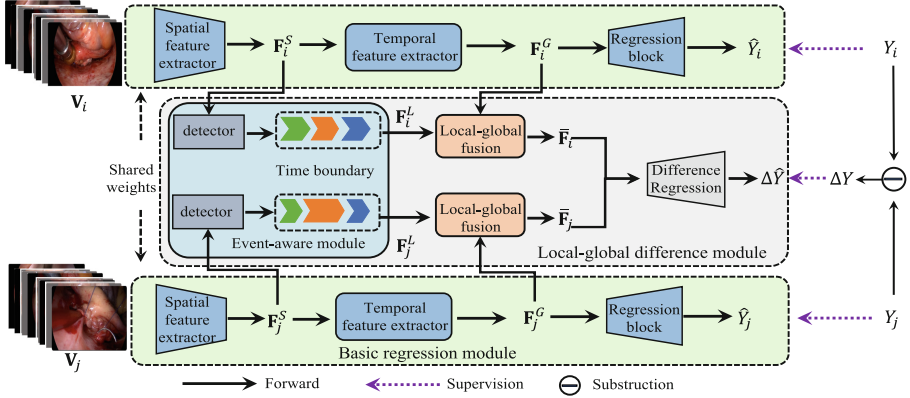 Spatial
feature
extractor
F_i^S
Temporal
feature extractor
F_i^G
Regression
block
Ŷ_i
Y_i
V_i
Shared
weights
detector
Time boundary
F_i^L
Local-global
fusion
F̄_i
detector
Event-aware module
F_j^L
Local-global
fusion
F̄_j
Difference
Regression
ΔŶ
ΔY
Local-global difference module
V_j
Spatial
feature
extractor
F_j^S
Temporal
feature extractor
F_j^G
Regression
block
Ŷ_j
Y_j
Basic regression module
Forward
Supervision
Substruction